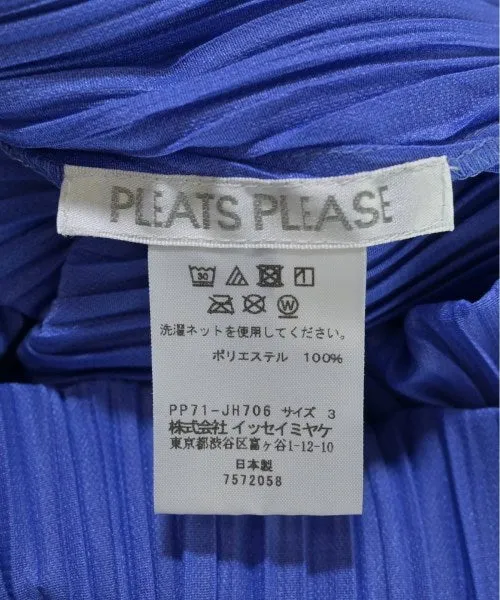 PLEATS PLEASE
30
W
洗濯ネットを使用してください。
ポリエステル 100%
PP71-JH706 サイズ 3
株式会社 イッセイミヤケ
東京都渋谷区富ヶ谷1-12-10
日本製
7572058